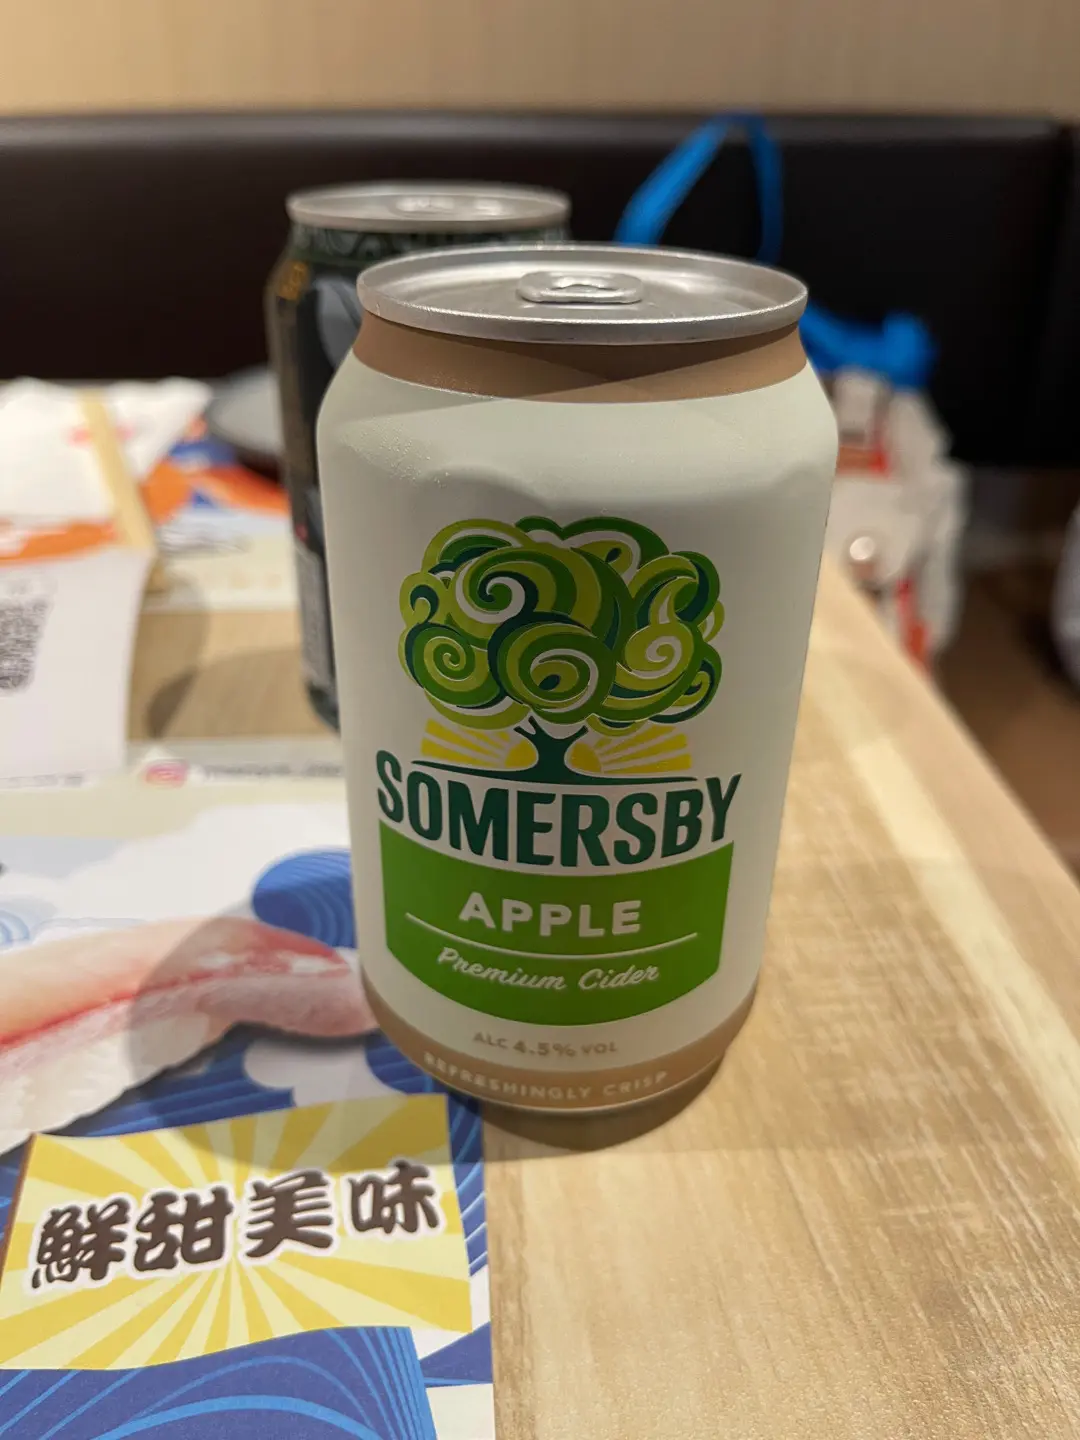 SOMERSBY
APPLE
Premium Cider
ALC 4.5% VOL
REFRESHINGLY CRISP
鮮甜美味